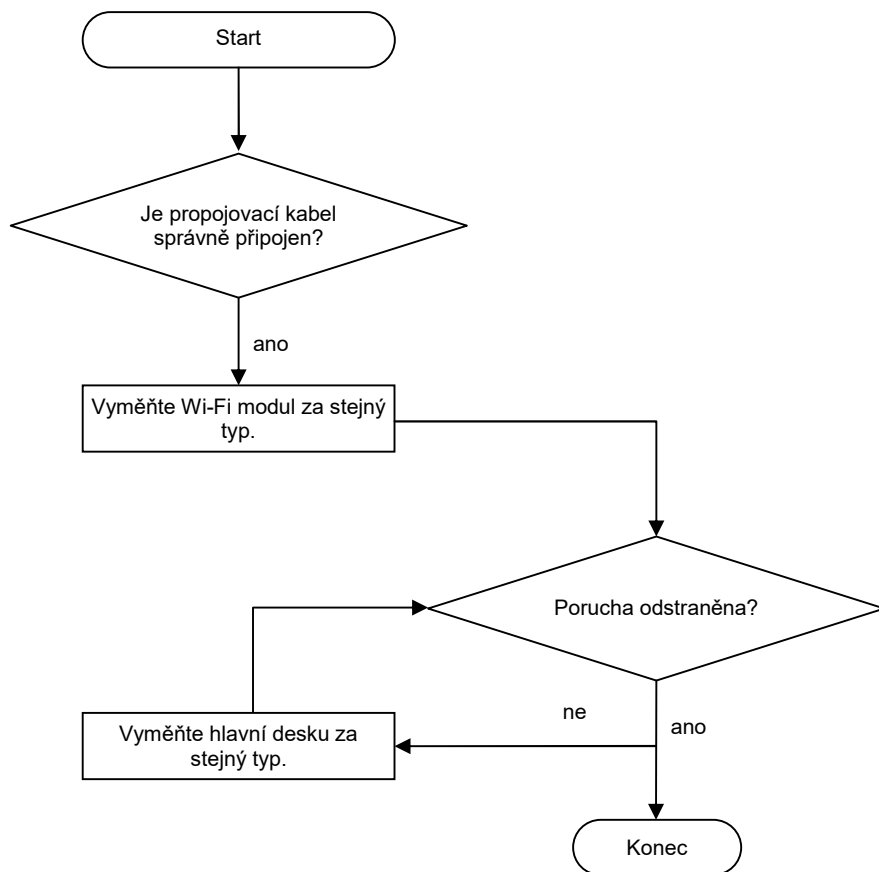 Start
Je propojovací kabel
správně připojen?
ano
Vyměňte Wi-Fi modul za stejný
typ.
Porucha odstraněna?
ne
ano
Vyměňte hlavní desku za
stejný typ.
Konec